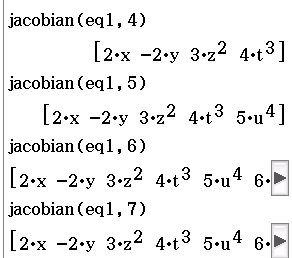 jacobian(eq1,4)
[2·x −2·y 3·z² 4·t³]
jacobian(eq1,5)
[2·x −2·y 3·z² 4·t³ 5·u⁴]
jacobian(eq1,6)
[2·x −2·y 3·z² 4·t³ 5·u⁴ 6·▶
jacobian(eq1,7)
[2·x −2·y 3·z² 4·t³ 5·u⁴ 6·▶